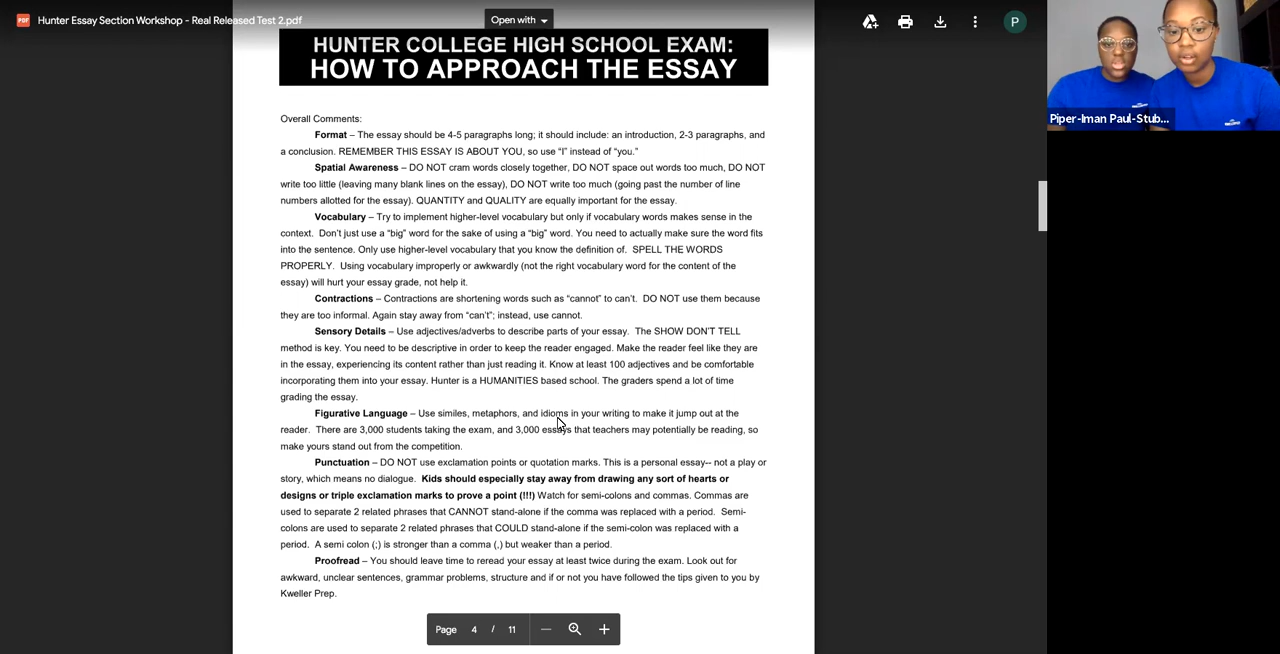 Hunter Essay Section Workshop - Real Released Test 2.pdf
Open with
P
HUNTER COLLEGE HIGH SCHOOL EXAM:
HOW TO APPROACH THE ESSAY
Piper-Iman Paul-Stub...
Overall Comments:
Format – The essay should be 4-5 paragraphs long; it should include: an introduction, 2-3 paragraphs, and
a conclusion. REMEMBER THIS ESSAY IS ABOUT YOU, so use “I” instead of “you.”
Spatial Awareness – DO NOT cram words closely together, DO NOT space out words too much, DO NOT
write too little (leaving many blank lines on the essay), DO NOT write too much (going past the number of line
numbers allotted for the essay). QUANTITY and QUALITY are equally important for the essay.
Vocabulary – Try to implement higher-level vocabulary but only if vocabulary words makes sense in the
context. Don’t just use a “big” word for the sake of using a “big” word. You need to actually make sure the word fits
into the sentence. Only use higher-level vocabulary that you know the definition of. SPELL THE WORDS
PROPERLY. Using vocabulary improperly or awkwardly (not the right vocabulary word for the content of the
essay) will hurt your essay grade, not help it.
Contractions – Contractions are shortening words such as “cannot” to can’t. DO NOT use them because
they are too informal. Again stay away from “can’t”; instead, use cannot.
Sensory Details – Use adjectives/adverbs to describe parts of your essay. The SHOW DON’T TELL
method is key. You need to be descriptive in order to keep the reader engaged. Make the reader feel like they are
in the essay, experiencing its content rather than just reading it. Know at least 100 adjectives and be comfortable
incorporating them into your essay. Hunter is a HUMANITIES based school. The graders spend a lot of time
grading the essay.
Figurative Language – Use similes, metaphors, and idioms in your writing to make it jump out at the
reader. There are 3,000 students taking the exam, and 3,000 essays that teachers may potentially be reading, so
make yours stand out from the competition.
Punctuation – DO NOT use exclamation points or quotation marks. This is a personal essay-- not a play or
story, which means no dialogue. Kids should especially stay away from drawing any sort of hearts or
designs or triple exclamation marks to prove a point (!!!) Watch for semi-colons and commas. Commas are
used to separate 2 related phrases that CANNOT stand-alone if the comma was replaced with a period. Semi-
colons are used to separate 2 related phrases that COULD stand-alone if the semi-colon was replaced with a
period. A semi colon (;) is stronger than a comma (,) but weaker than a period.
Proofread – You should leave time to reread your essay at least twice during the exam. Look out for
awkward, unclear sentences, grammar problems, structure and if or not you have followed the tips given to you by
Kweller Prep.
Page 4 / 11